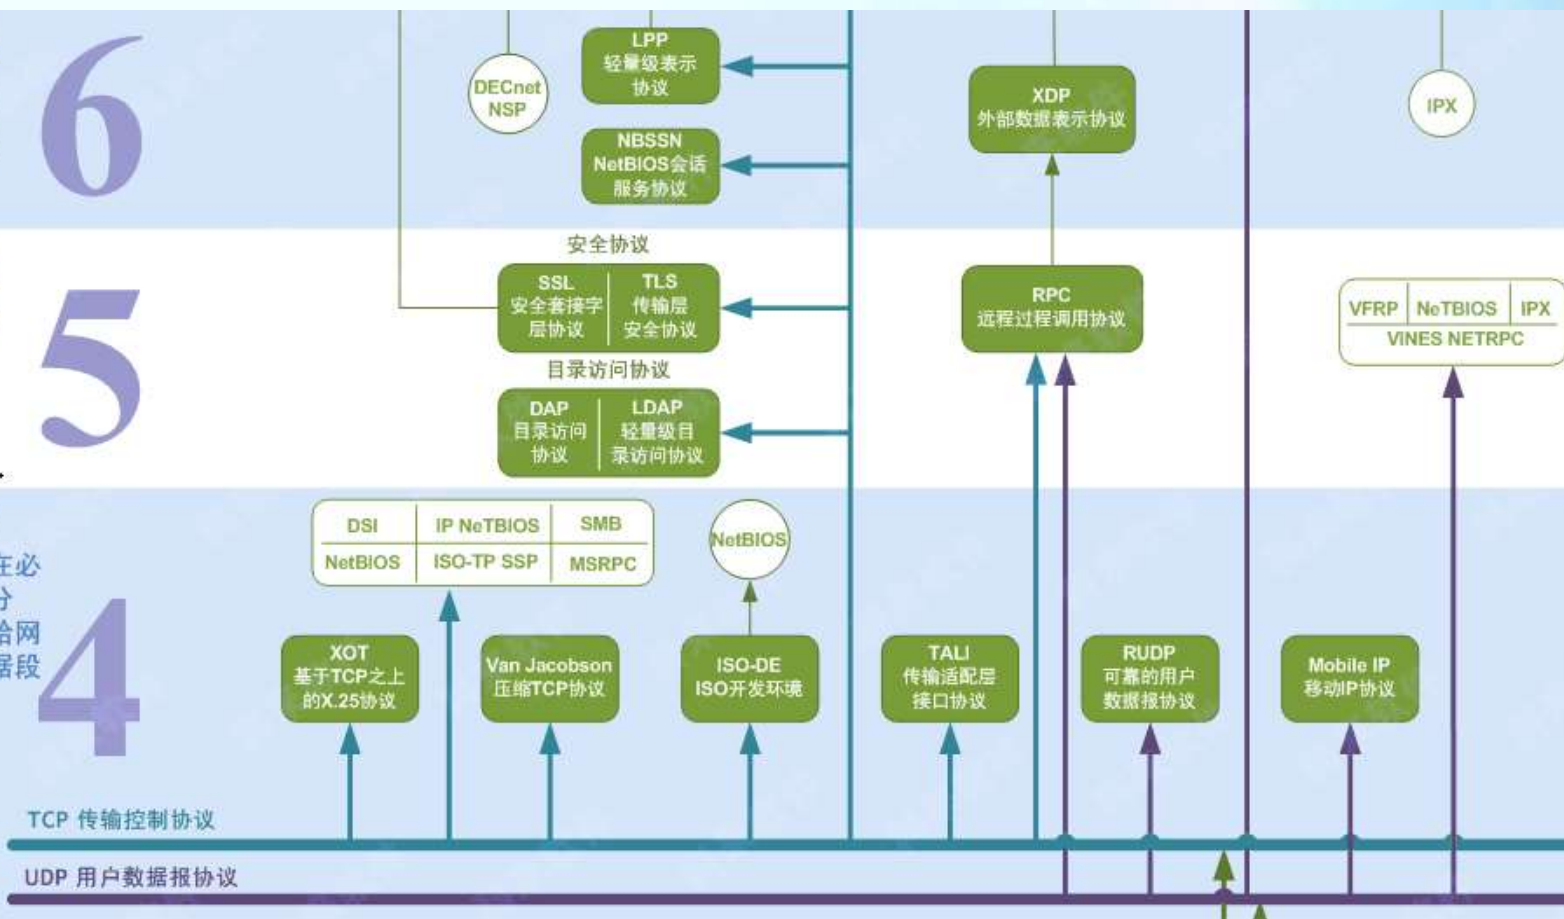 6
LPP
轻量级表示
协议
DECnet
NSP
XDP
外部数据表示协议
IPX
NBSSN
NetBIOS会话
服务协议
5
安全协议
SSL
安全套接字
层协议
TLS
传输层
安全协议
RPC
远程过程调用协议
VFRP NeTBIOS IPX
VINES NETRPC
目录访问协议
DAP
目录访问
协议
LDAP
轻量级目
录访问协议
4
在必
分
给网
据段
DSI IP NeTBIOS SMB
NetBIOS ISO-TP SSP MSRPC
NetBIOS
XOT
基于TCP之上
的X.25协议
Van Jacobson
压缩TCP协议
ISO-DE
ISO开发环境
TALI
传输适配层
接口协议
RUDP
可靠的用户
数据报协议
Mobile IP
移动IP协议
TCP 传输控制协议
UDP 用户数据报协议